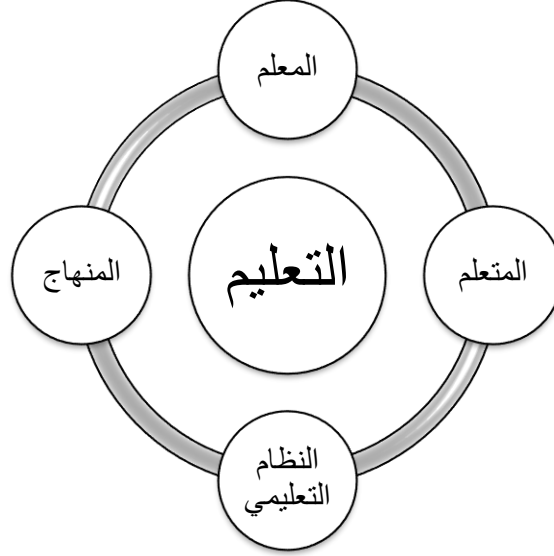 المعلم
المتعلم
التعليم
المنهاج
النظام
التعليمي